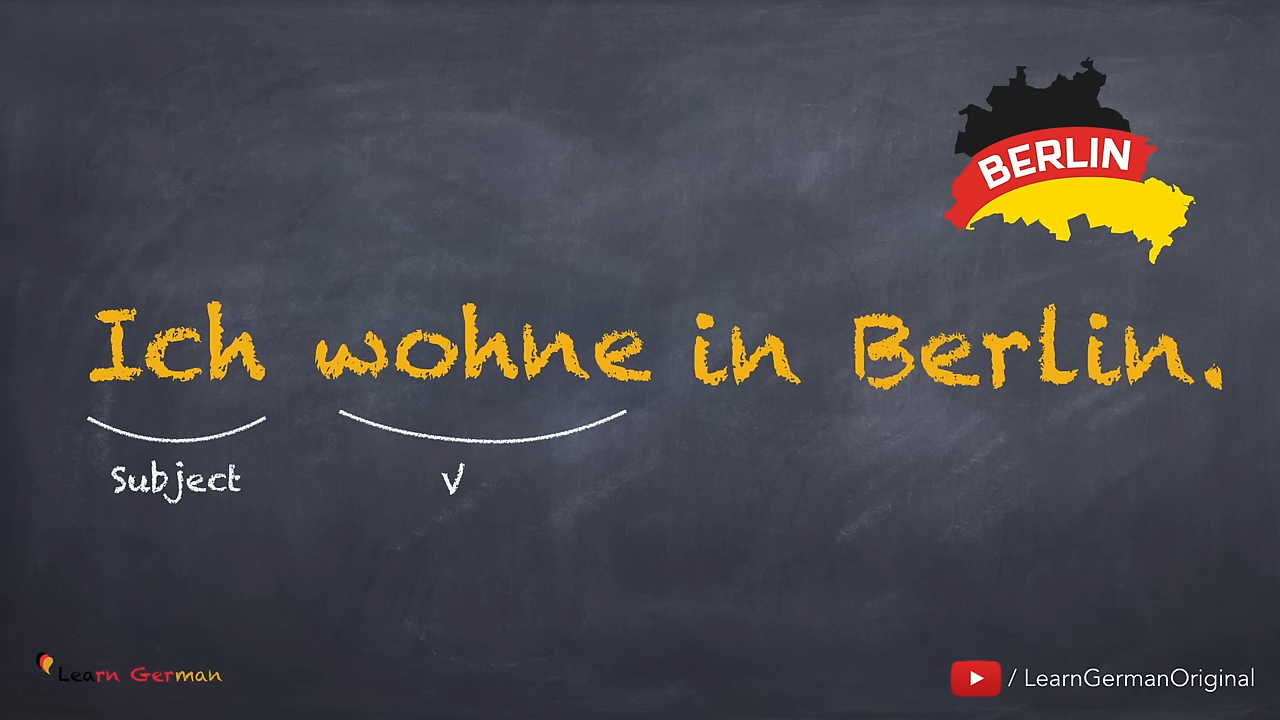 BERLIN
Ich wohne in Berlin.
Subject V
Learn German
/ LearnGermanOriginal